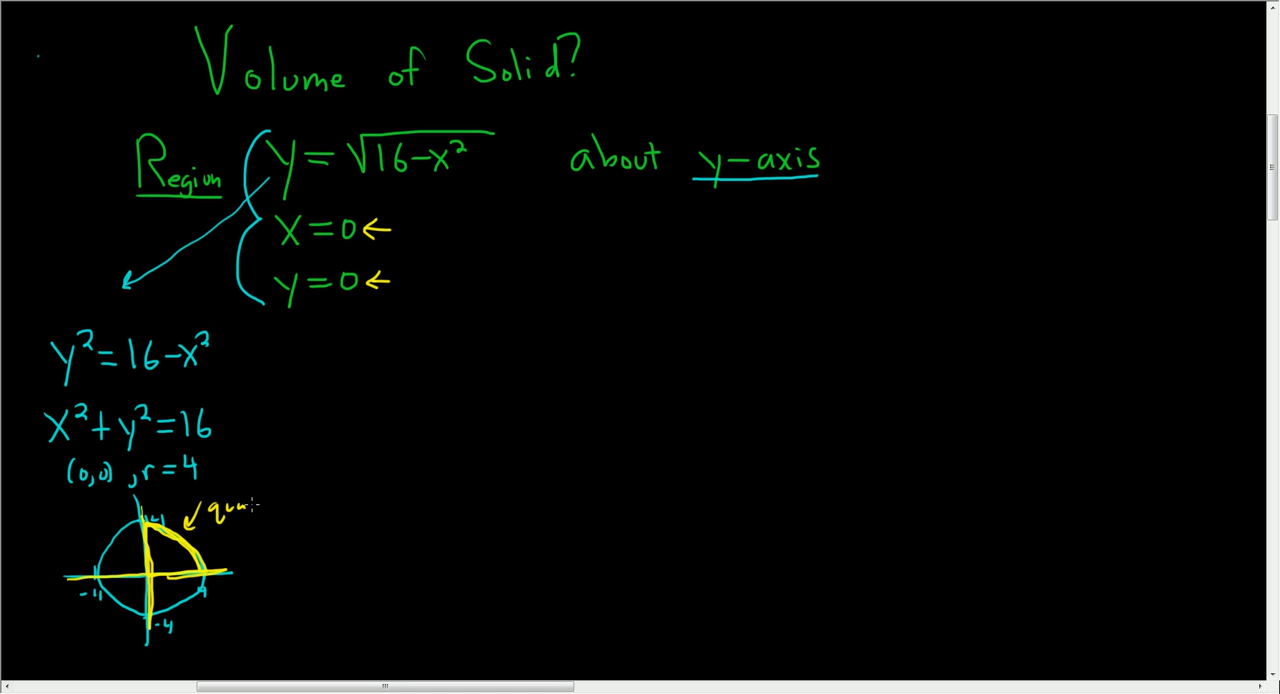 Volume of Solid?
Region y = √16-x² about y-axis
x = 0 ←
y = 0 ←
y² = 16-x²
x² + y² = 16
(0,0), r = 4
4
-4
4
-4